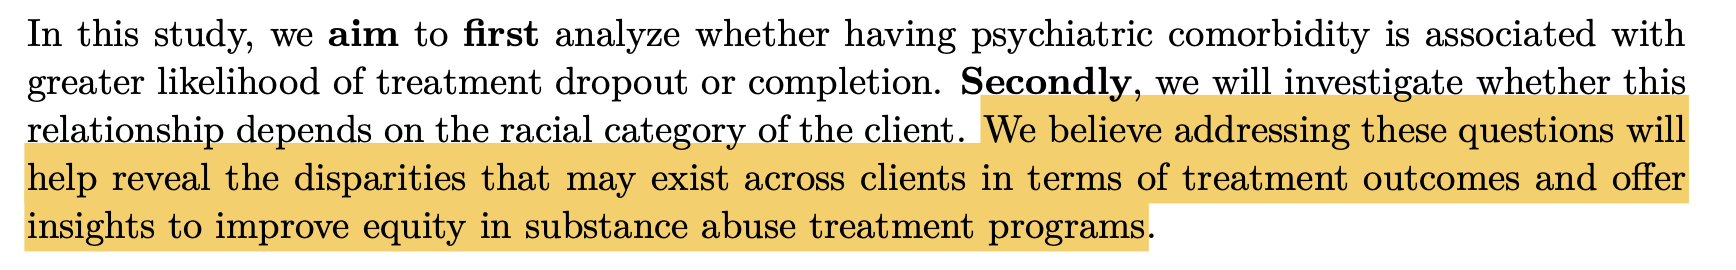 In this study, we aim to first analyze whether having psychiatric comorbidity is associated with
greater likelihood of treatment dropout or completion. Secondly, we will investigate whether this
relationship depends on the racial category of the client. We believe addressing these questions will
help reveal the disparities that may exist across clients in terms of treatment outcomes and offer
insights to improve equity in substance abuse treatment programs.